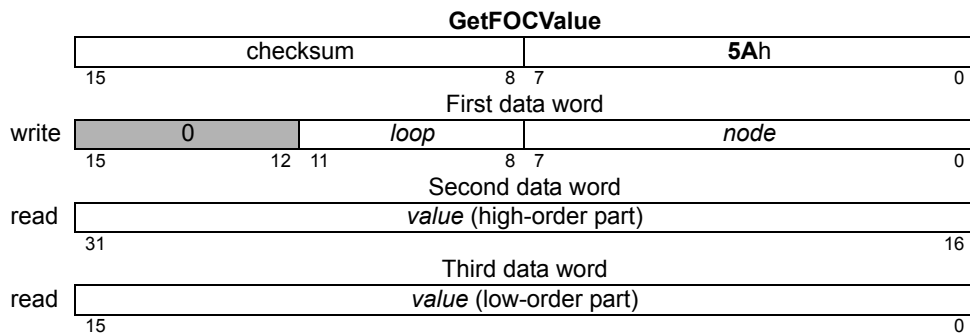 GetFOCValue
checksum 5Ah
15 8 7 0
First data word
write 0 loop node
15 12 11 8 7 0
Second data word
read value (high-order part)
31 16
Third data word
read value (low-order part)
15 0